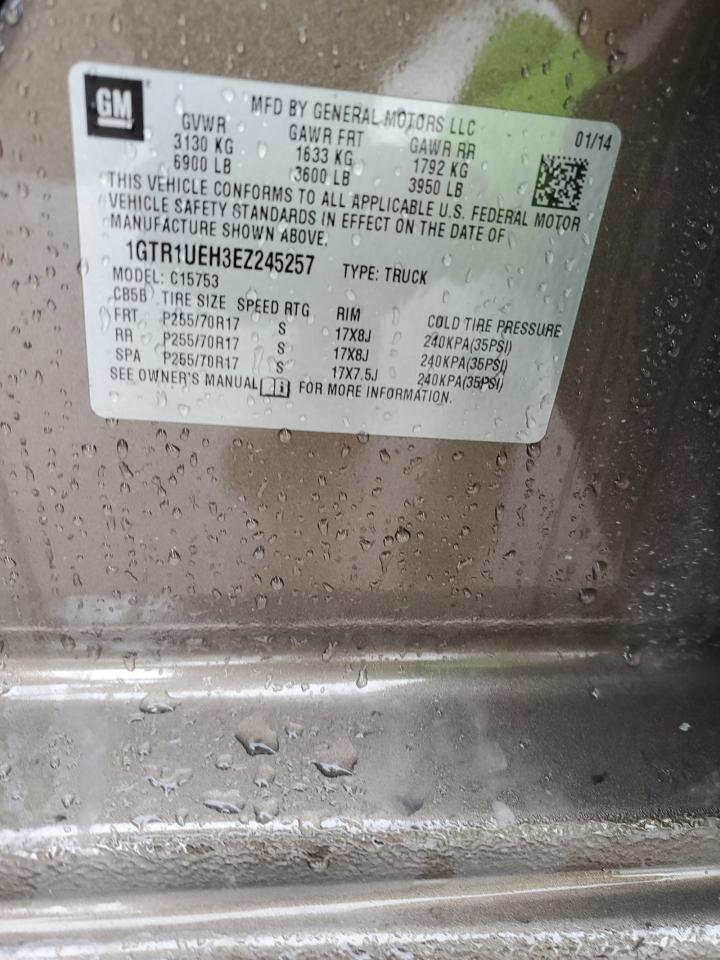 GM
MFD BY GENERAL MOTORS LLC
01/14
GVWR GAWR FRT GAWR RR
3130 KG 1633 KG 1792 KG
6900 LB 3600 LB 3950 LB
THIS VEHICLE CONFORMS TO ALL APPLICABLE U.S. FEDERAL MOTOR
VEHICLE SAFETY STANDARDS IN EFFECT ON THE DATE OF
MANUFACTURE SHOWN ABOVE.
1GTR1UEH3EZ245257 TYPE: TRUCK
MODEL: C15753
CB5B TIRE SIZE SPEED RTG RIM COLD TIRE PRESSURE
FRT P255/70R17 S 17X8J 240KPA(35PSI)
RR P255/70R17 S 17X8J 240KPA(35PSI)
SPA P255/70R17 S 17X7.5J 240KPA(35PSI)
SEE OWNER'S MANUAL FOR MORE INFORMATION.